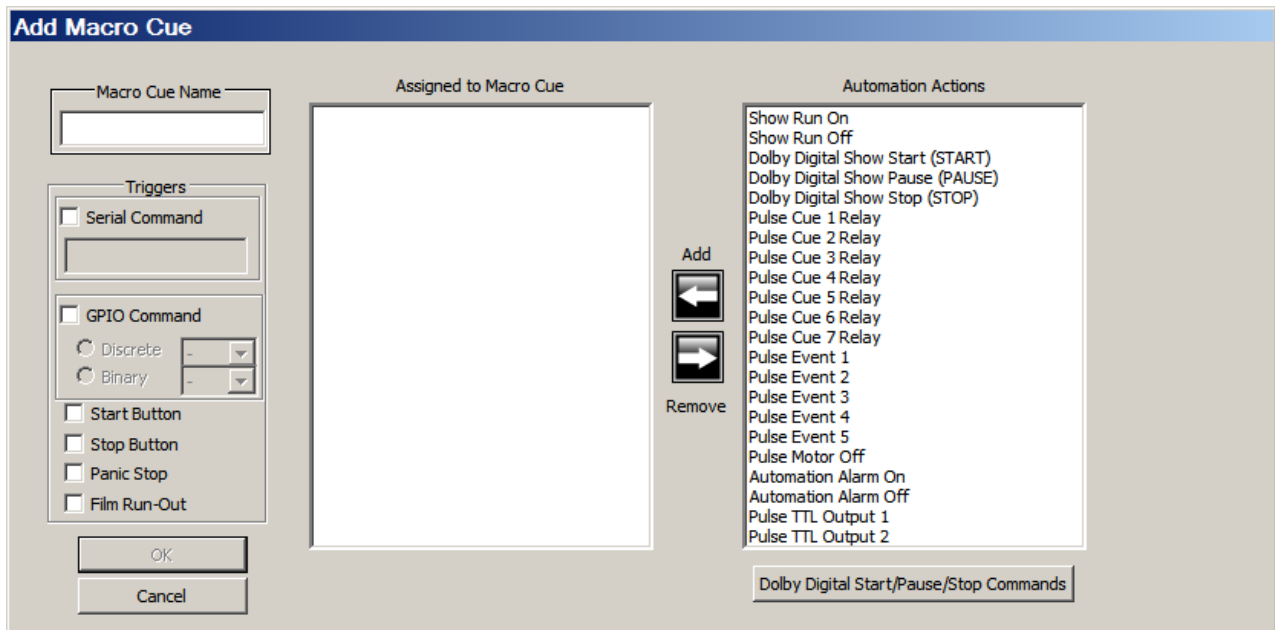 Add Macro Cue
Macro Cue Name
Triggers
Serial Command
GPIO Command
Discrete -
Binary -
Start Button
Stop Button
Panic Stop
Film Run-Out
OK
Cancel
Assigned to Macro Cue
Add
Remove
Automation Actions
Show Run On
Show Run Off
Dolby Digital Show Start (START)
Dolby Digital Show Pause (PAUSE)
Dolby Digital Show Stop (STOP)
Pulse Cue 1 Relay
Pulse Cue 2 Relay
Pulse Cue 3 Relay
Pulse Cue 4 Relay
Pulse Cue 5 Relay
Pulse Cue 6 Relay
Pulse Cue 7 Relay
Pulse Event 1
Pulse Event 2
Pulse Event 3
Pulse Event 4
Pulse Event 5
Pulse Motor Off
Automation Alarm On
Automation Alarm Off
Pulse TTL Output 1
Pulse TTL Output 2
Dolby Digital Start/Pause/Stop Commands